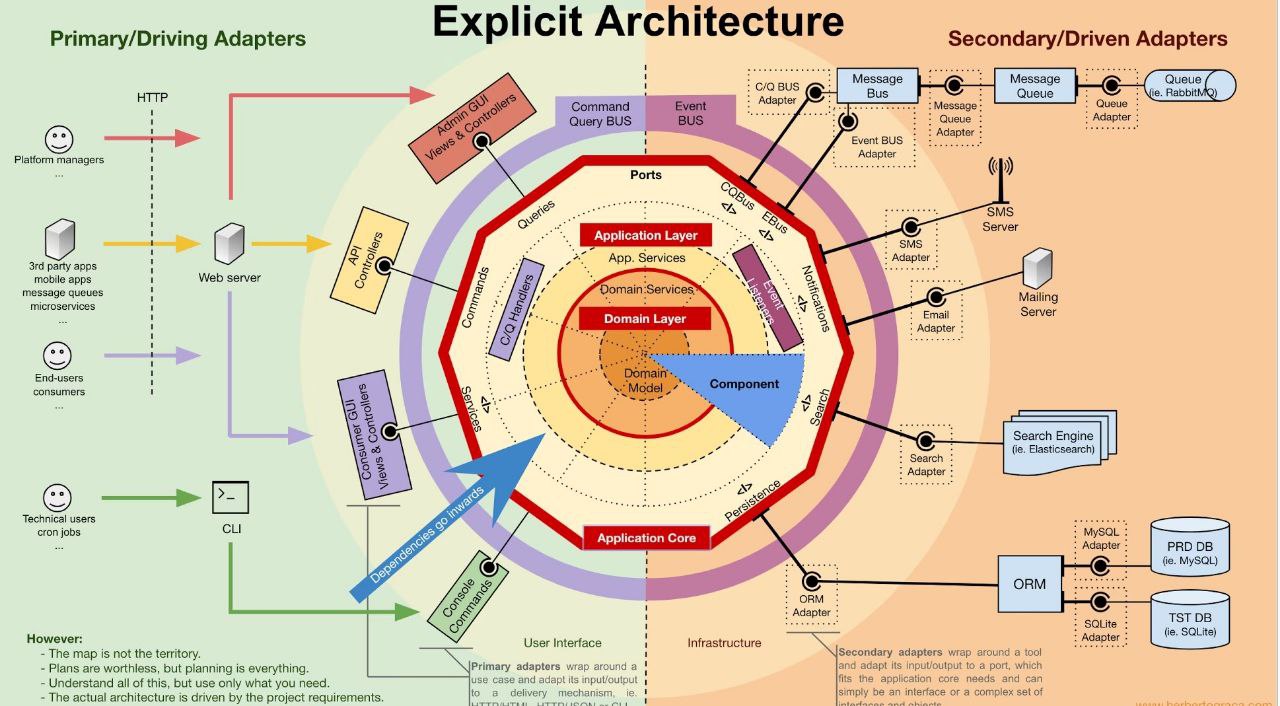 Explicit Architecture
Primary/Driving Adapters
Secondary/Driven Adapters
HTTP
Platform managers
...
3rd party apps
mobile apps
message queues
microservices
...
End-users
consumers
...
Technical users
cron jobs
...
Web server
>_
CLI
Admin GUI
Views & Controllers
API
Controllers
Consumer GUI
Views & Controllers
Console
Commands
Dependencies go inwards
Command
Query BUS
Event
BUS
Ports
Queries
Commands
Services
</>
CQBus
</>
EBus
</>
Notifications
</>
Search
</>
Persistence
</>
Application Layer
App. Services
Domain Services
Domain Layer
Domain
Model
C/Q Handlers
Event
Listeners
Component
Application Core
User Interface
Infrastructure
C/Q BUS
Adapter
Message
Bus
Event BUS
Adapter
Message
Queue
Adapter
Message
Queue
Queue
Adapter
Queue
(ie. RabbitMQ)
SMS
Adapter
SMS
Server
Email
Adapter
Mailing
Server
Search
Adapter
Search Engine
(ie. Elasticsearch)
ORM
Adapter
ORM
MySQL
Adapter
PRD DB
(ie. MySQL)
SQLite
Adapter
TST DB
(ie. SQLite)
However:
- The map is not the territory.
- Plans are worthless, but planning is everything.
- Understand all of this, but use only what you need.
- The actual architecture is driven by the project requirements.
Primary adapters wrap around a
use case and adapt its input/output
to a delivery mechanism, ie.
HTTP/HTML, HTTP/JSON or CLI.
Secondary adapters wrap around a tool
and adapt its input/output to a port, which
fits the application core needs and can
simply be an interface or a complex set of
interfaces and objects.